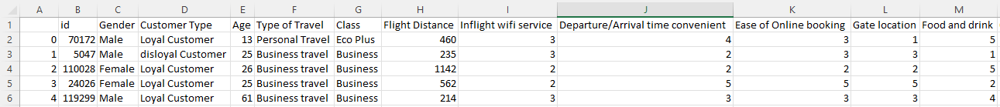 A B C D E F G H I J K L M
1 id Gender Customer Type Age Type of Travel Class Flight Distance Inflight wifi service Departure/Arrival time convenient Ease of Online booking Gate location Food and drink
2 0 70172 Male Loyal Customer 13 Personal Travel Eco Plus 460 3 4 3 1 5
3 1 5047 Male disloyal Customer 25 Business travel Business 235 3 2 3 3 1
4 2 110028 Female Loyal Customer 26 Business travel Business 1142 2 2 2 2 5
5 3 24026 Female Loyal Customer 25 Business travel Business 562 2 5 5 5 2
6 4 119299 Male Loyal Customer 61 Business travel Business 214 3 3 3 3 4